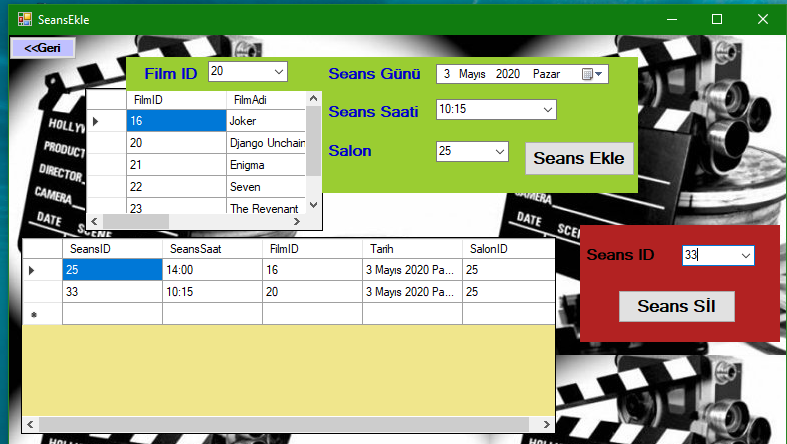 SeansEkle
<<Geri
Film ID 20
Seans Günü 3 Mayıs 2020 Pazar
FilmID FilmAdi
16 Joker
20 Django Unchain
21 Enigma
22 Seven
23 The Revenant
Seans Saati 10:15
Salon 25
Seans Ekle
HOLLYW
PRODUCT
DIRECTOR
CAMERA
DATE SCENE
SeansID SeansSaat FilmID Tarih SalonID
25 14:00 16 3 Mayıs 2020 Pa... 25
33 10:15 20 3 Mayıs 2020 Pa... 25
Seans ID 33
Seans SİI
DIRECTOR
CAMERA
DATE SCEN